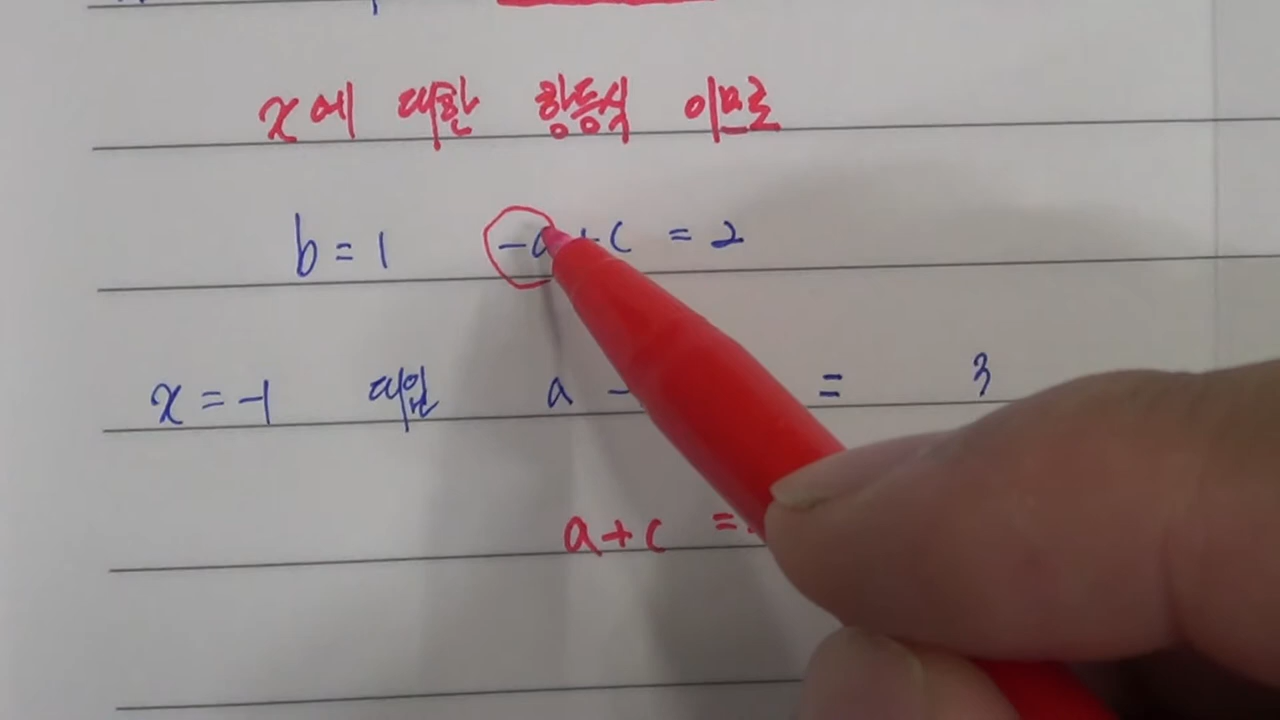 x에 대한 항등식 이므로
b = 1 -a + c = 2
x = -1 대입 a - = 3
a + c =